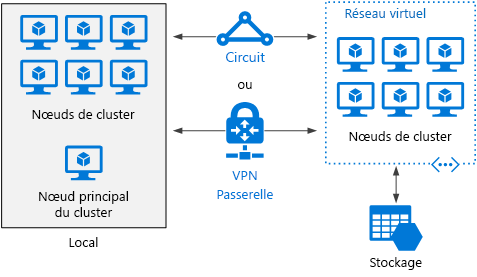 Nœuds de cluster
Nœud principal
du cluster
Local
Circuit
ou
VPN
Passerelle
Réseau virtuel
Nœuds de cluster
Stockage